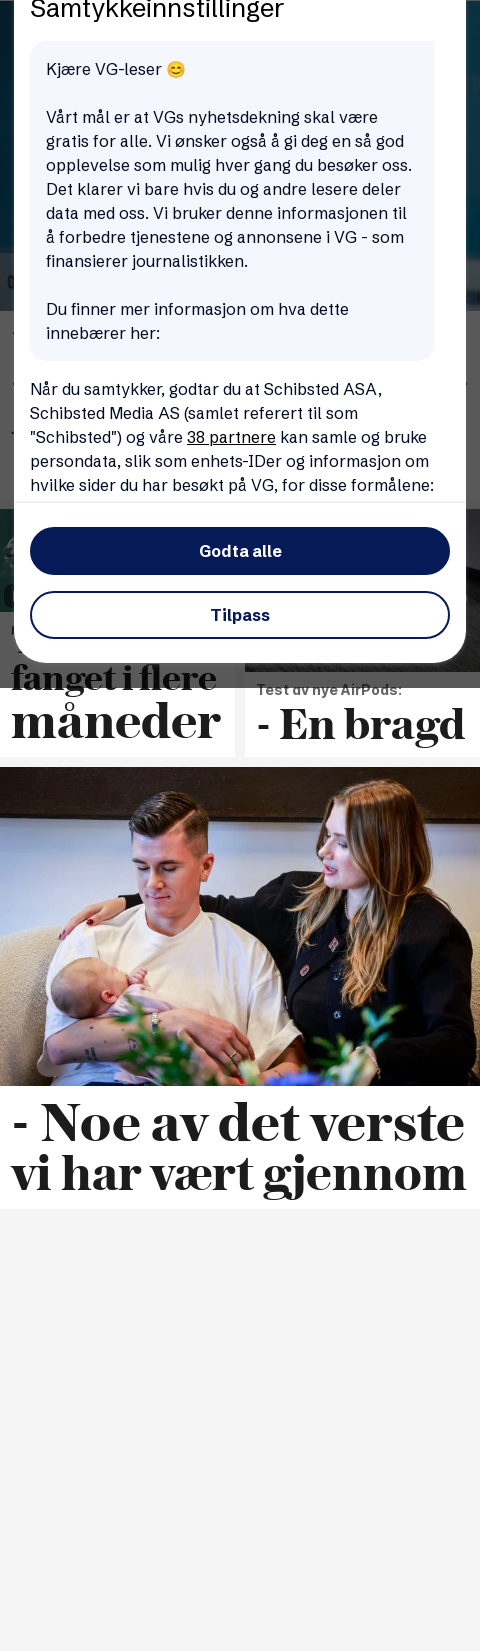 Samtykkeinnstillinger
Kjære VG-leser 😊
Vårt mål er at VGs nyhetsdekning skal være
gratis for alle. Vi ønsker også å gi deg en så god
opplevelse som mulig hver gang du besøker oss.
Det klarer vi bare hvis du og andre lesere deler
data med oss. Vi bruker denne informasjonen til
å forbedre tjenestene og annonsene i VG - som
finansierer journalistikken.
Du finner mer informasjon om hva dette
innebærer her:
Når du samtykker, godtar du at Schibsted ASA,
Schibsted Media AS (samlet referert til som
"Schibsted") og våre 38 partnere kan samle og bruke
persondata, slik som enhets-IDer og informasjon om
hvilke sider du har besøkt på VG, for disse formålene:
Godta alle
Tilpass
fanget i flere
måneder
Test av nye AirPods:
- En bragd
- Noe av det verste
vi har vært gjennom